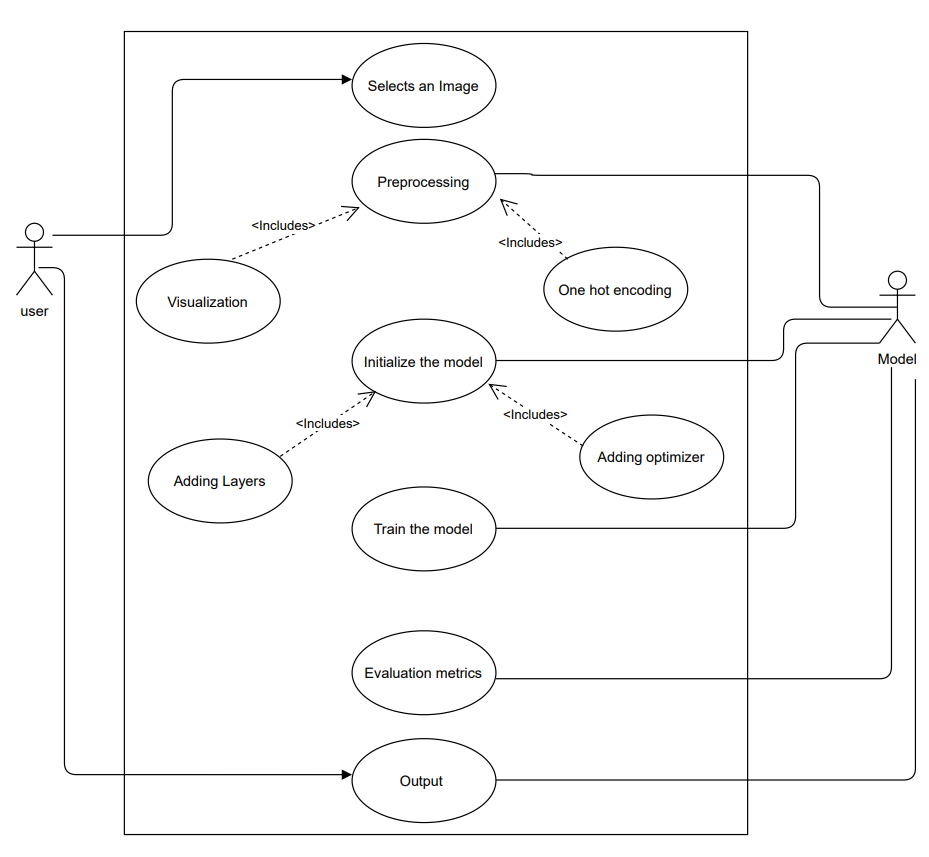 Selects an Image
Preprocessing
<Includes>
<Includes>
Visualization
One hot encoding
user
Initialize the model
Model
<Includes>
<Includes>
Adding Layers
Adding optimizer
Train the model
Evaluation metrics
Output